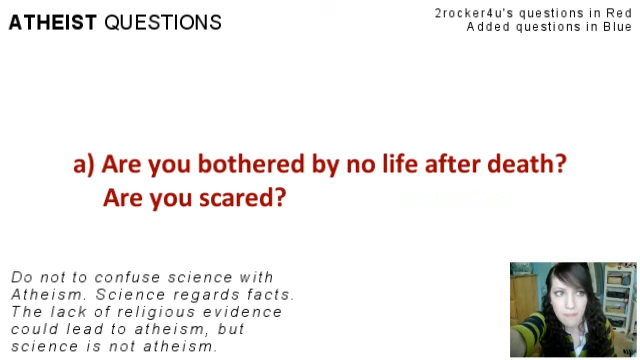 ATHEIST QUESTIONS
2rocker4u's questions in Red
Added questions in Blue
a) Are you bothered by no life after death?
Are you scared?
Do not to confuse science with
Atheism. Science regards facts.
The lack of religious evidence
could lead to atheism, but
science is not atheism.